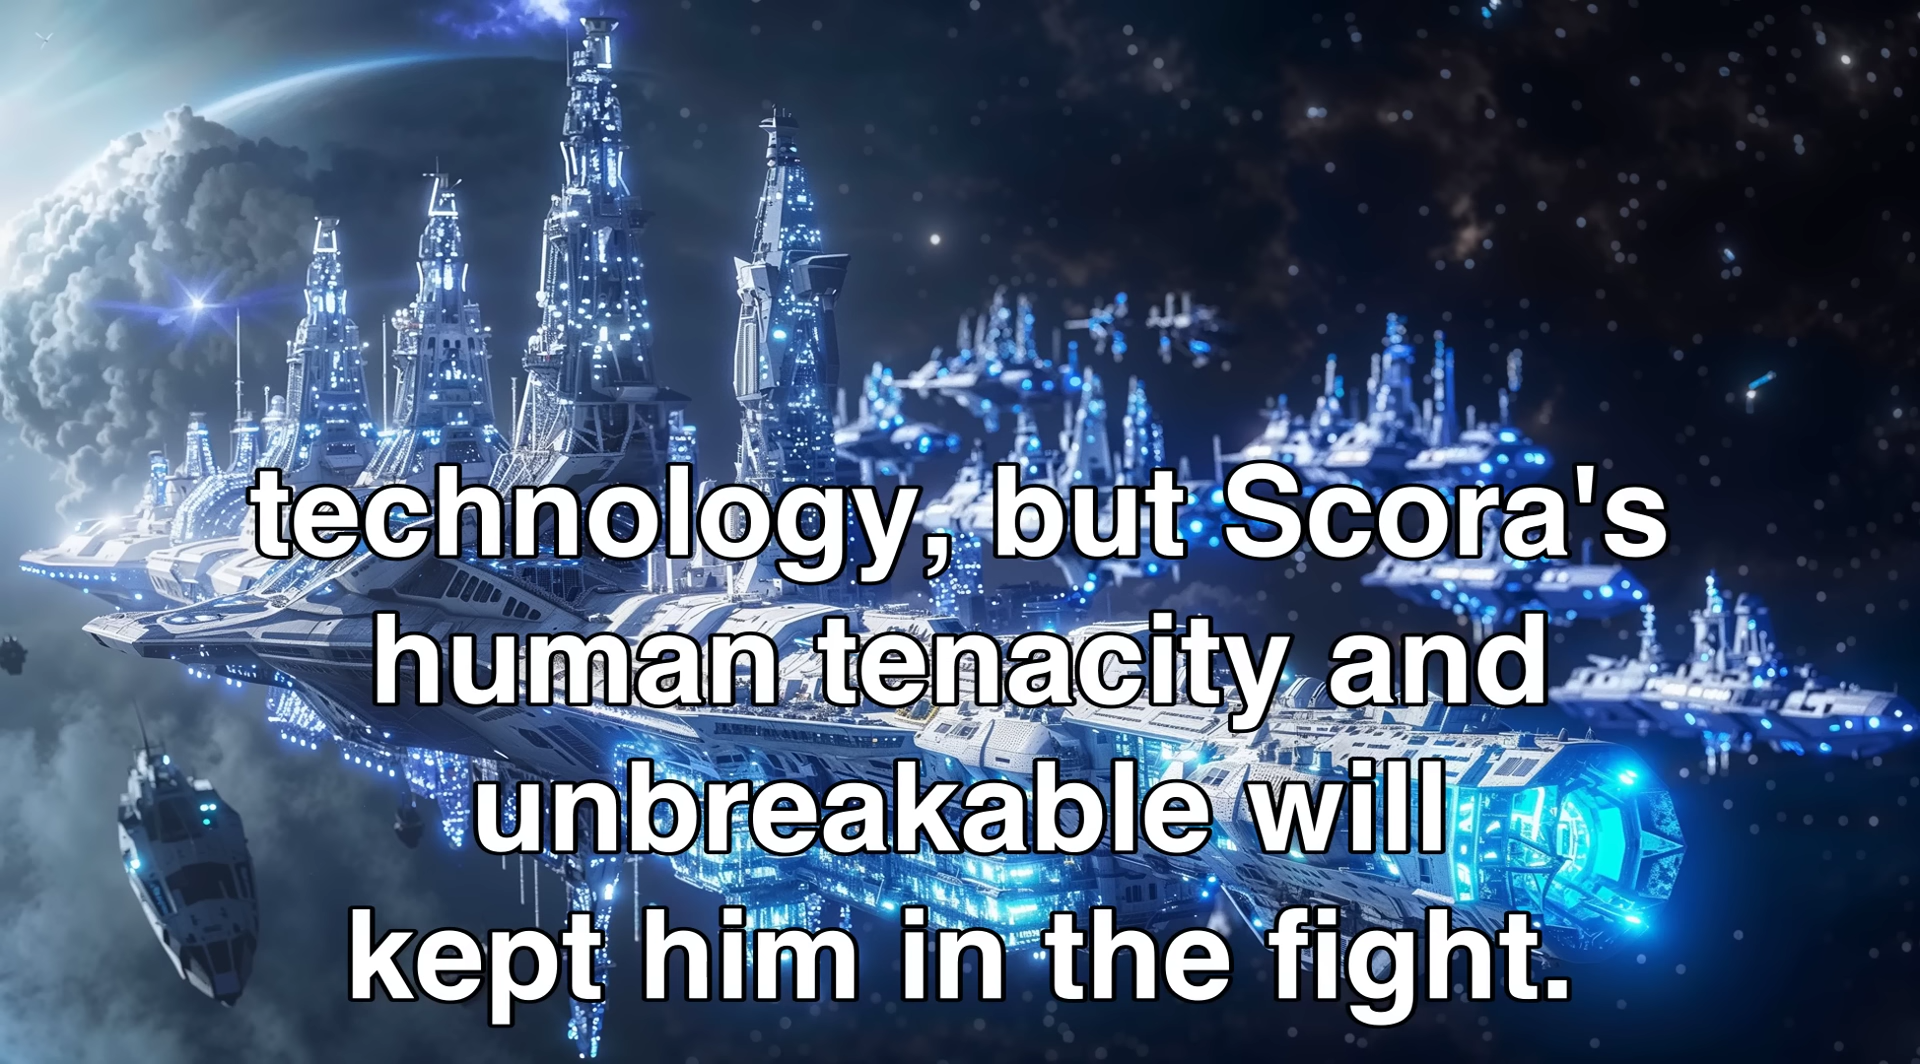 technology, but Scora's
human tenacity and
unbreakable will
kept him in the fight.